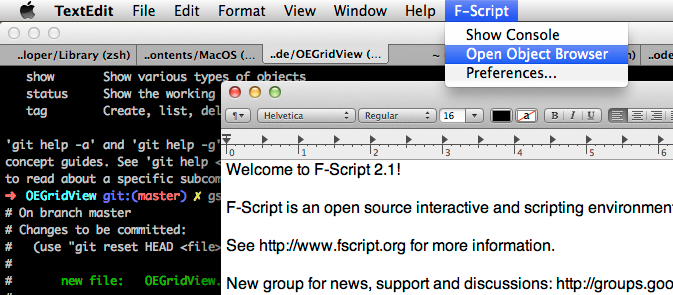 TextEdit File Edit Format View Window Help F-Script
Show Console
Open Object Browser
Preferences...
..loper/Library (zsh) ..ontents/MacOS (... ..de/OEGridView (... ~ ..ode
show Show various types of objects
status Show the working
tag Create, list, del
'git help -a' and 'git help -g'
concept guides. See 'git help <
to read about a specific subcom
➜ OEGridView git:(master) ✗ gs
# On branch master
# Changes to be committed:
# (use "git reset HEAD <file>
#
# new file: OEGridView.
¶ Helvetica Regular 16 a B I U
0 1 2 3 4 5 6
Welcome to F-Script 2.1!
F-Script is an open source interactive and scripting environment
See http://www.fscript.org for more information.
New group for news, support and discussions: http://groups.goo